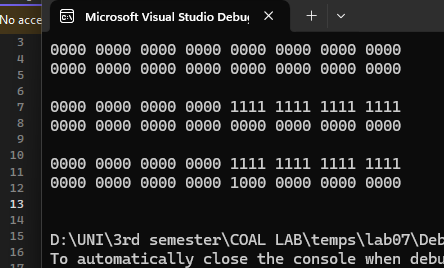 No acce
Microsoft Visual Studio Debug
3
0000 0000 0000 0000 0000 0000 0000 0000
4
0000 0000 0000 0000 0000 0000 0000 0000
5
6
7
0000 0000 0000 0000 1111 1111 1111 1111
8
0000 0000 0000 0000 0000 0000 0000 0000
9
10
0000 0000 0000 0000 1111 1111 1111 1111
11
12
0000 0000 0000 0000 1000 0000 0000 0000
13
14
15
D:\UNI\3rd semester\COAL LAB\temps\lab07\Deb
16
To automatically close the console when debu